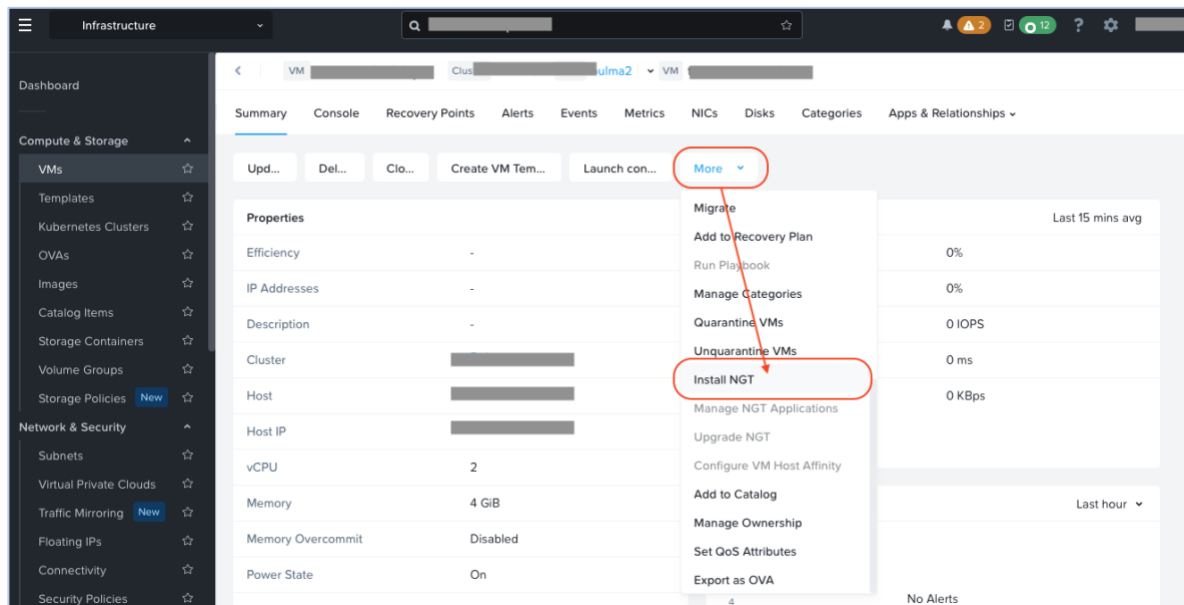 Infrastructure
2
12
?
VM
Clus
ulma2
VM
Dashboard
Summary Console Recovery Points Alerts Events Metrics NICs Disks Categories Apps & Relationships
Compute & Storage
VMs
Templates
Kubernetes Clusters
OVAs
Images
Catalog Items
Storage Containers
Volume Groups
Storage Policies New
Network & Security
Subnets
Virtual Private Clouds
Traffic Mirroring New
Floating IPs
Connectivity
Security Policies
Upd... Del... Clo... Create VM Tem... Launch con... More
Properties
Efficiency -
IP Addresses -
Description -
Cluster
Host
Host IP
vCPU 2
Memory 4 GiB
Memory Overcommit Disabled
Power State On
Migrate
Add to Recovery Plan
Run Playbook
Manage Categories
Quarantine VMs
Unquarantine VMs
Install NGT
Manage NGT Applications
Upgrade NGT
Configure VM Host Affinity
Add to Catalog
Manage Ownership
Set QoS Attributes
Export as OVA
Last 15 mins avg
0%
0%
0 IOPS
0 ms
0 KBps
Last hour
4
No Alerts